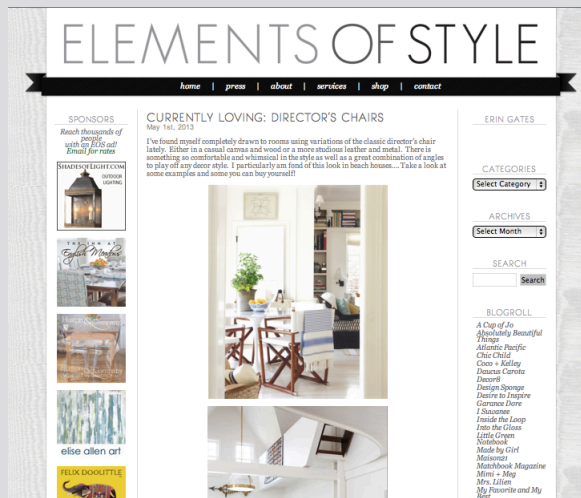 ELEMENTS OF STYLE
home | press | about | services | shop | contact
SPONSORS
Reach thousands of
people
with an EOS ad!
Email for rates
SHADESOFLIGHT.COM
OUTDOOR
LIGHTING
THE INN AT
English Meadows
elise allen art
FELIX DOOLITTLE
CURRENTLY LOVING: DIRECTOR'S CHAIRS
May 1st, 2013
I've found myself completely drawn to rooms using variations of the classic director's chair
lately. Either in a casual canvas and wood or a more studious leather and metal. There is
something so comfortable and whimsical in the style as well as a great combination of angles
to play off any decor style. I particularly am fond of this look in beach houses.... Take a look at
some examples and some you can buy yourself!
ERIN GATES
CATEGORIES
Select Category
ARCHIVES
Select Month
SEARCH
Search
BLOGROLL
A Cup of Jo
Absolutely Beautiful
Things
Atlantic Pacific
Chic Child
Coco + Kelley
Daucus Carota
Decor8
Design Sponge
Desire to Inspire
Garance Dore
I Suwanee
Inside the Loop
Into the Gloss
Little Green
Notebook
Made by Girl
Maison21
Matchbook Magazine
Mimi + Meg
Mrs. Lilien
My Favorite and My
Best